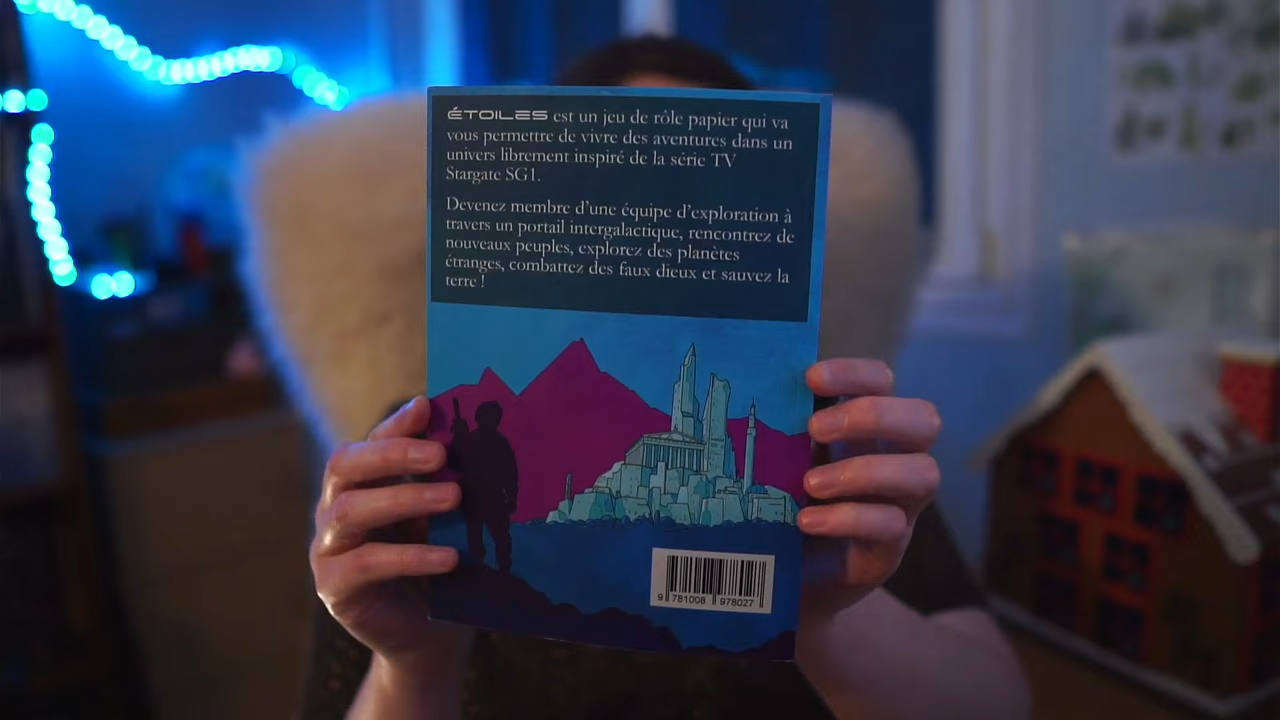 ÉTOILES est un jeu de rôle papier qui va
vous permettre de vivre des aventures dans un
univers librement inspiré de la série TV
Stargate SG1.
Devenez membre d'une équipe d'exploration à
travers un portail intergalactique, rencontrez de
nouveaux peuples, explorez des planètes
étranges, combattez des faux dieux et sauvez la
terre !
9 781008 978027